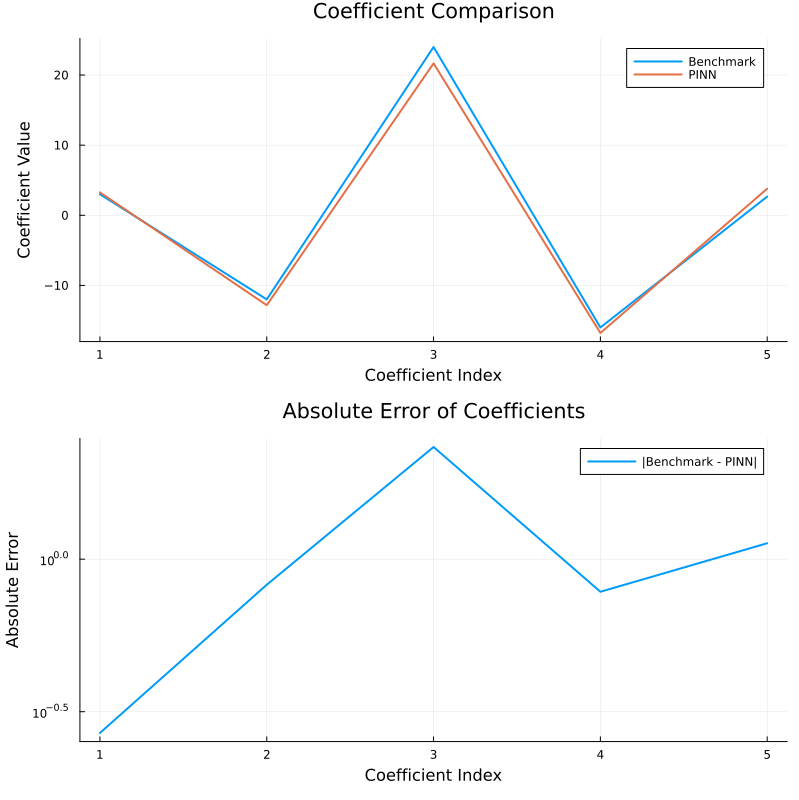 Coefficient Comparison
Coefficient Value
20
10
0
−10
Benchmark
PINN
1 2 3 4 5
Coefficient Index
Absolute Error of Coefficients
Absolute Error
|Benchmark - PINN|
10^0.0
10^−0.5
1 2 3 4 5
Coefficient Index